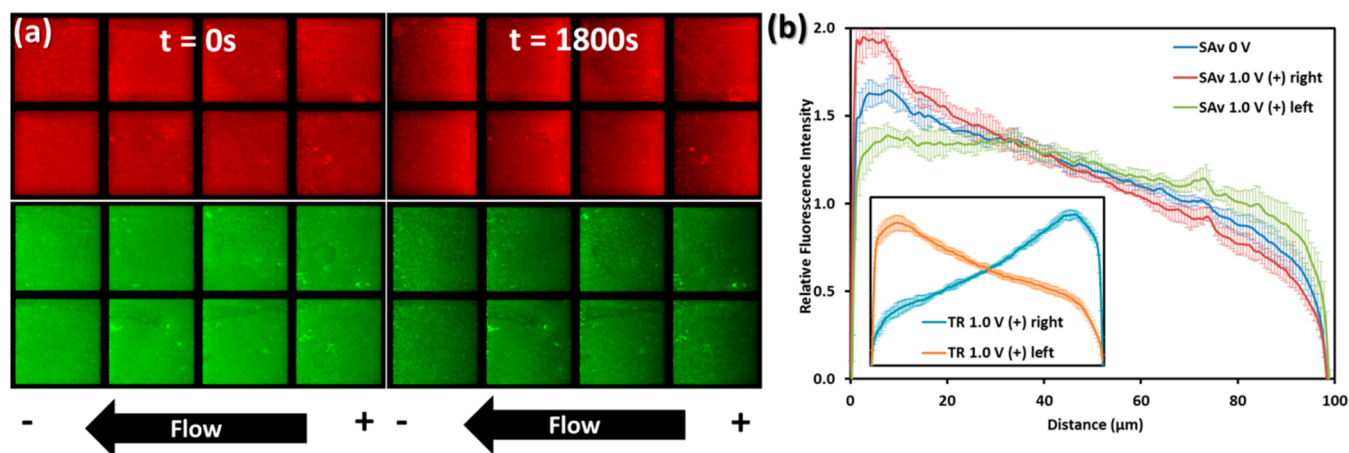 (a)
t = 0s
t = 1800s
- Flow +
- Flow +
(b)
Relative Fluorescence Intensity
2.0
1.5
1.0
0.5
0.0
SAv 0 V
SAv 1.0 V (+) right
SAv 1.0 V (+) left
TR 1.0 V (+) right
TR 1.0 V (+) left
0 20 40 60 80 100
Distance (µm)